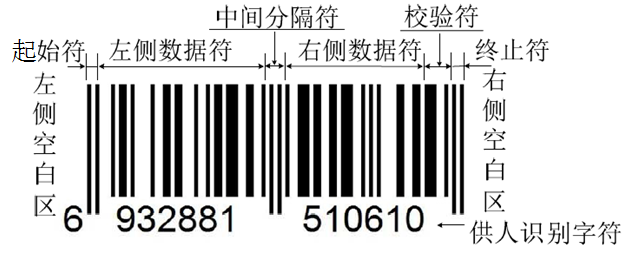 中间分隔符 校验符
起始符 左侧数据符 右侧数据符 终止符
左侧空白区
右侧空白区
6 932881 510610
供人识别字符